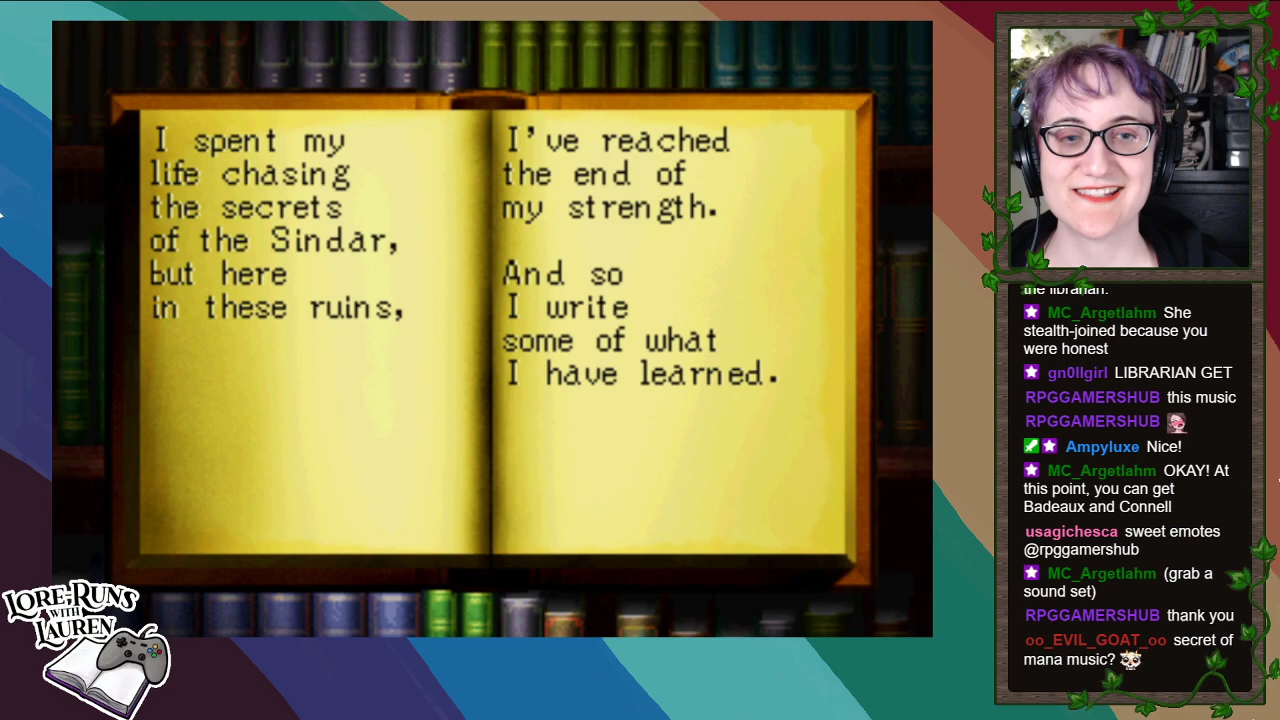 I spent my
life chasing
the secrets
of the Sindar,
but here
in these ruins,
I've reached
the end of
my strength.
And so
I write
some of what
I have learned.
the librarian.
MC_Argetlahm She
stealth-joined because you
were honest
gn0llgirl LIBRARIAN GET
RPGGAMERSHUB this music
RPGGAMERSHUB
Ampyluxe Nice!
MC_Argetlahm OKAY! At
this point, you can get
Badeaux and Connell
usagichesca sweet emotes
@rpggamershub
MC_Argetlahm (grab a
sound set)
RPGGAMERSHUB thank you
oo_EVIL_GOAT_oo secret of
mana music?
LORE-RUNS
WITH
LAUREN